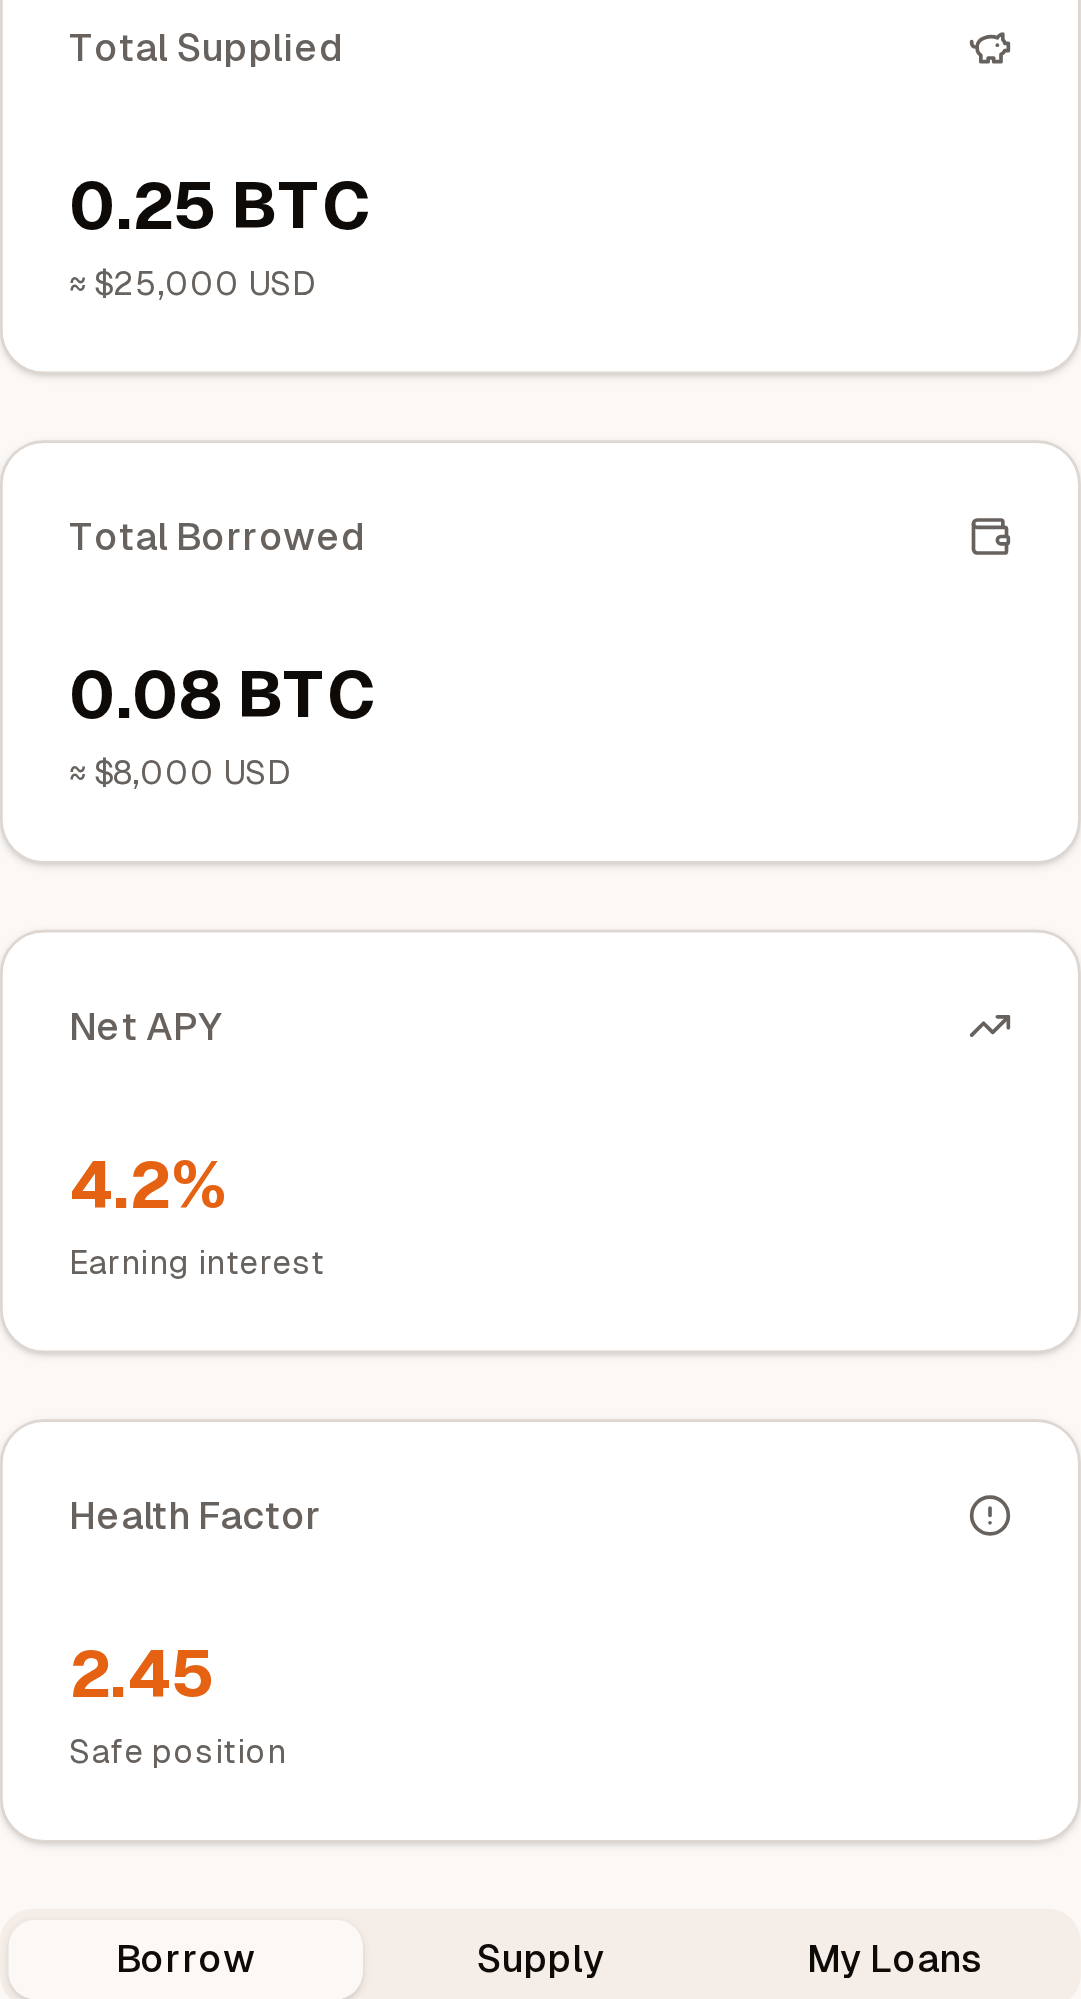 Total Supplied
0.25 BTC
≈ $25,000 USD
Total Borrowed
0.08 BTC
≈ $8,000 USD
Net APY
4.2%
Earning interest
Health Factor
2.45
Safe position
Borrow Supply My Loans